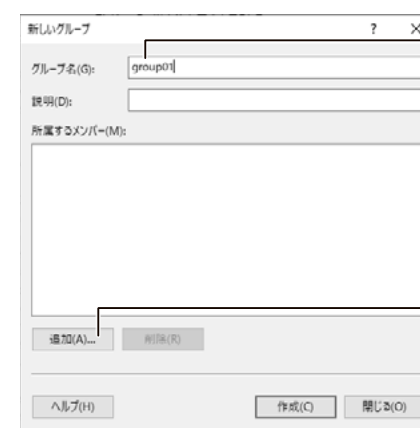 新しいグループ ? ×
グループ名(G): group01
説明(D):
所属するメンバー(M):
追加(A)... 削除(R)
ヘルプ(H) 作成(C) 閉じる(O)